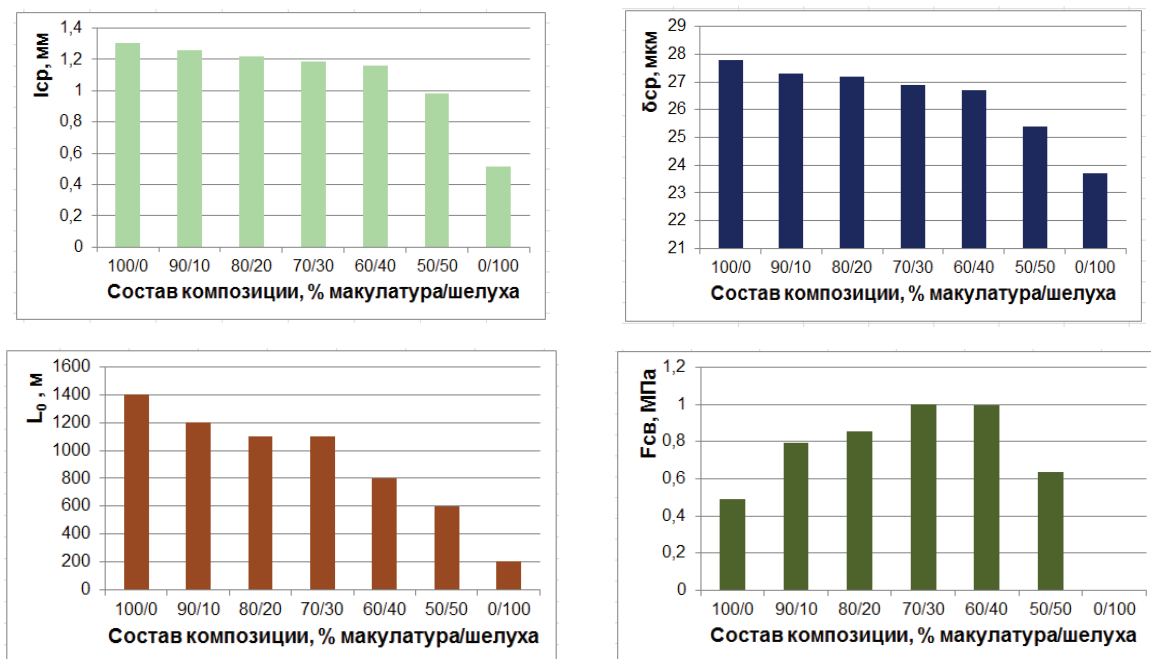 lср, мм
1,4
1,2
1
0,8
0,6
0,4
0,2
0
100/0 90/10 80/20 70/30 60/40 50/50 0/100
Состав композиции, % макулатура/шелуха
δср, мкм
29
28
27
26
25
24
23
22
21
100/0 90/10 80/20 70/30 60/40 50/50 0/100
Состав композиции, % макулатура/шелуха
L₀ , м
1600
1400
1200
1000
800
600
400
200
0
100/0 90/10 80/20 70/30 60/40 50/50 0/100
Состав композиции, % макулатура/шелуха
Fсв, МПа
1,2
1
0,8
0,6
0,4
0,2
0
100/0 90/10 80/20 70/30 60/40 50/50 0/100
Состав композиции, % макулатура/шелуха